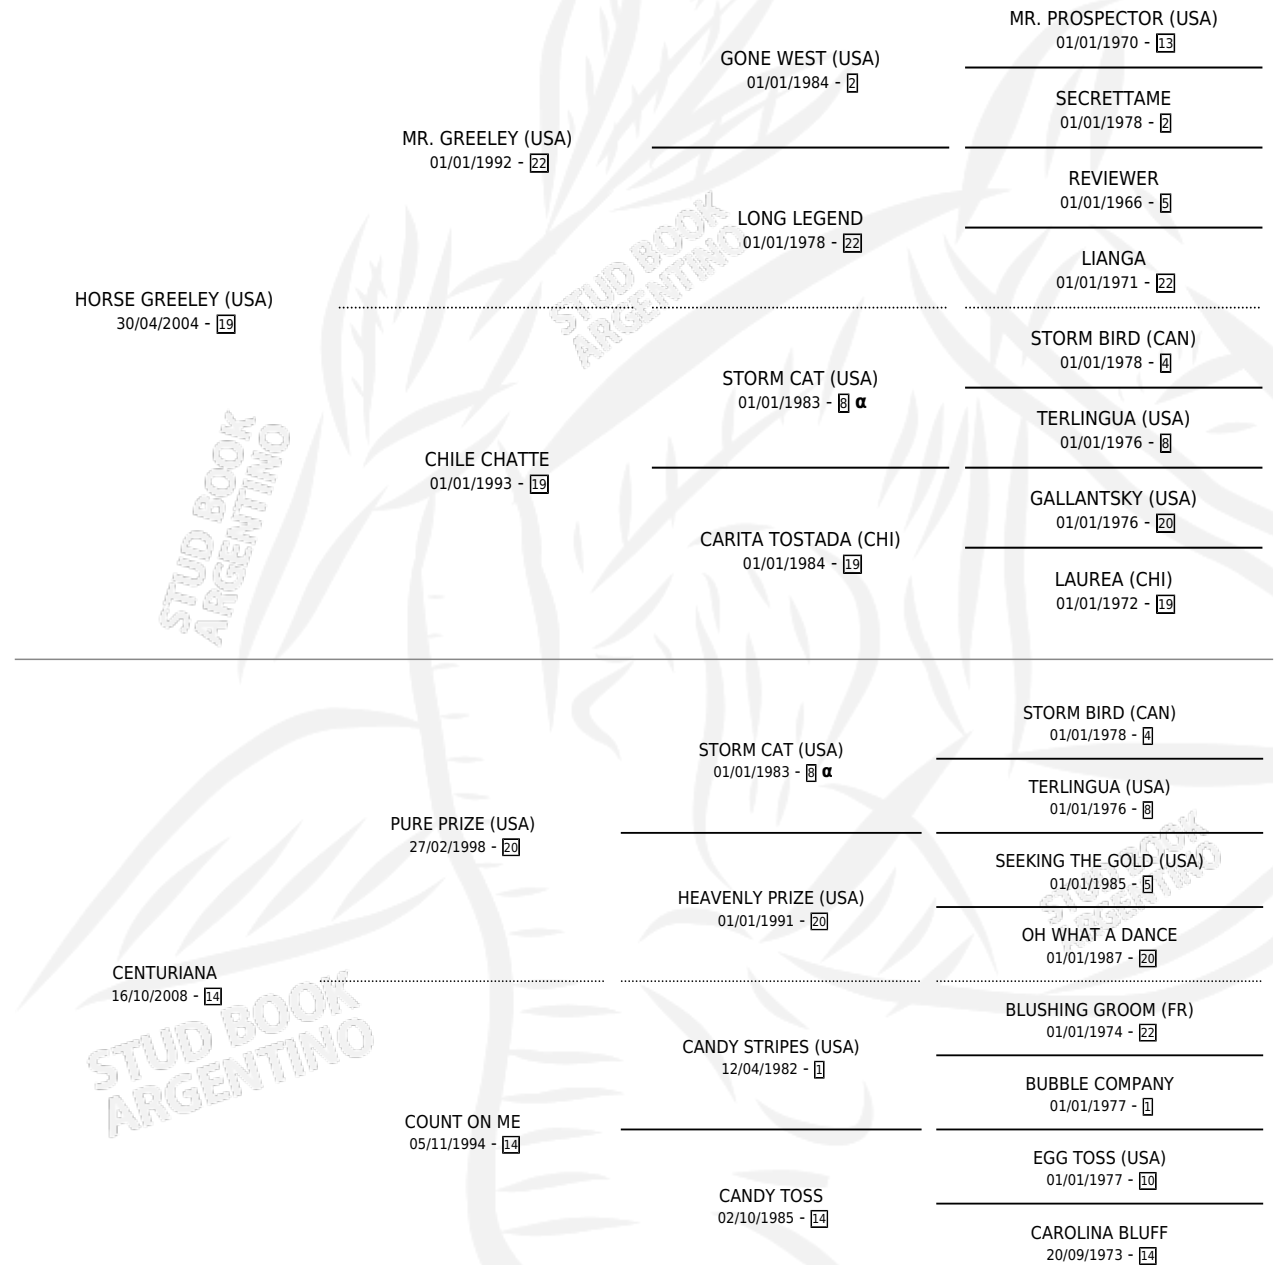 MR. PROSPECTOR (USA)
01/01/1970 - 13
GONE WEST (USA)
01/01/1984 - 2
SECRETTAME
01/01/1978 - 2
MR. GREELEY (USA)
01/01/1992 - 22
REVIEWER
01/01/1966 - 5
LONG LEGEND
01/01/1978 - 22
LIANGA
01/01/1971 - 22
HORSE GREELEY (USA)
30/04/2004 - 19
STORM BIRD (CAN)
01/01/1978 - 4
STORM CAT (USA)
01/01/1983 - 8 α
TERLINGUA (USA)
01/01/1976 - 8
CHILE CHATTE
01/01/1993 - 19
GALLANTSKY (USA)
01/01/1976 - 20
CARITA TOSTADA (CHI)
01/01/1984 - 19
LAUREA (CHI)
01/01/1972 - 19
STORM BIRD (CAN)
01/01/1978 - 4
STORM CAT (USA)
01/01/1983 - 8 α
TERLINGUA (USA)
01/01/1976 - 8
PURE PRIZE (USA)
27/02/1998 - 20
SEEKING THE GOLD (USA)
01/01/1985 - 5
HEAVENLY PRIZE (USA)
01/01/1991 - 20
OH WHAT A DANCE
01/01/1987 - 20
CENTURIANA
16/10/2008 - 14
BLUSHING GROOM (FR)
01/01/1974 - 22
CANDY STRIPES (USA)
12/04/1982 - 1
BUBBLE COMPANY
01/01/1977 - 1
COUNT ON ME
05/11/1994 - 14
EGG TOSS (USA)
01/01/1977 - 10
CANDY TOSS
02/10/1985 - 14
CAROLINA BLUFF
20/09/1973 - 14
STUD BOOK
ARGENTINO
STUD BOOK
ARGENTINO
STUD BOOK
ARGENTINO
STUD BOOK
ARGENTINO